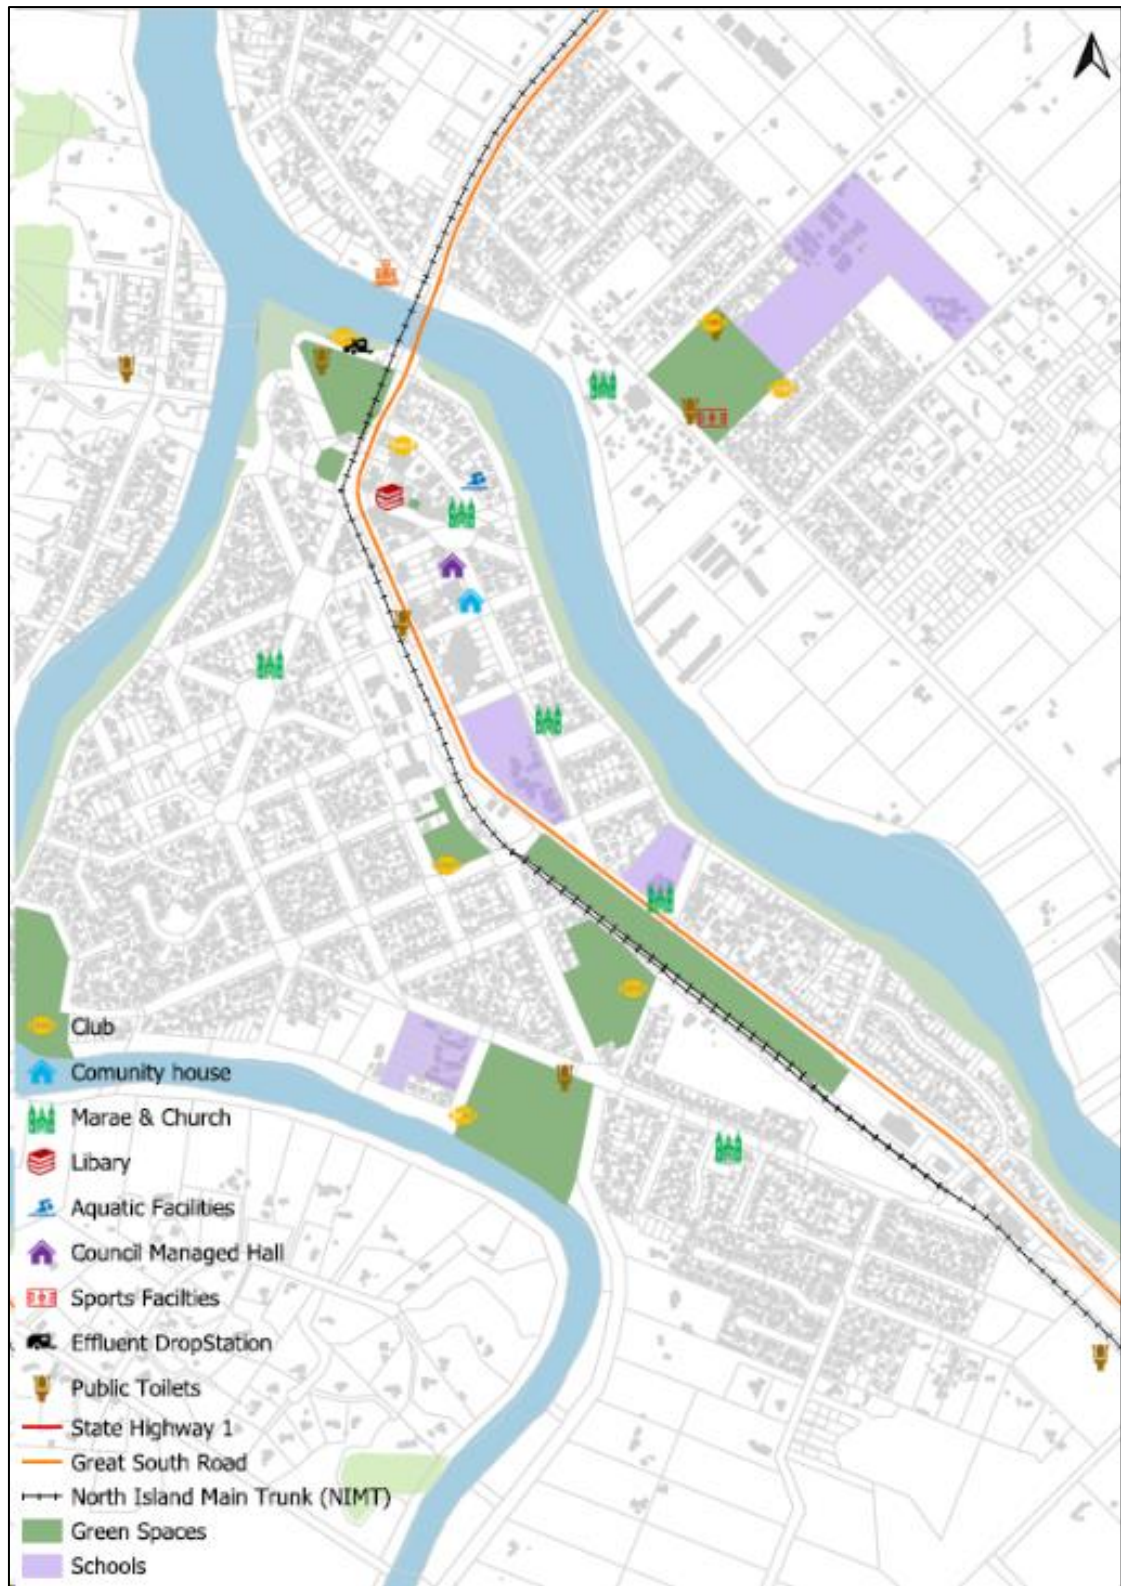 Club
Comunity house
Marae & Church
Libary
Aquatic Facilities
Council Managed Hall
Sports Facilties
Effluent DropStation
Public Toilets
State Highway 1
Great South Road
North Island Main Trunk (NIMT)
Green Spaces
Schools